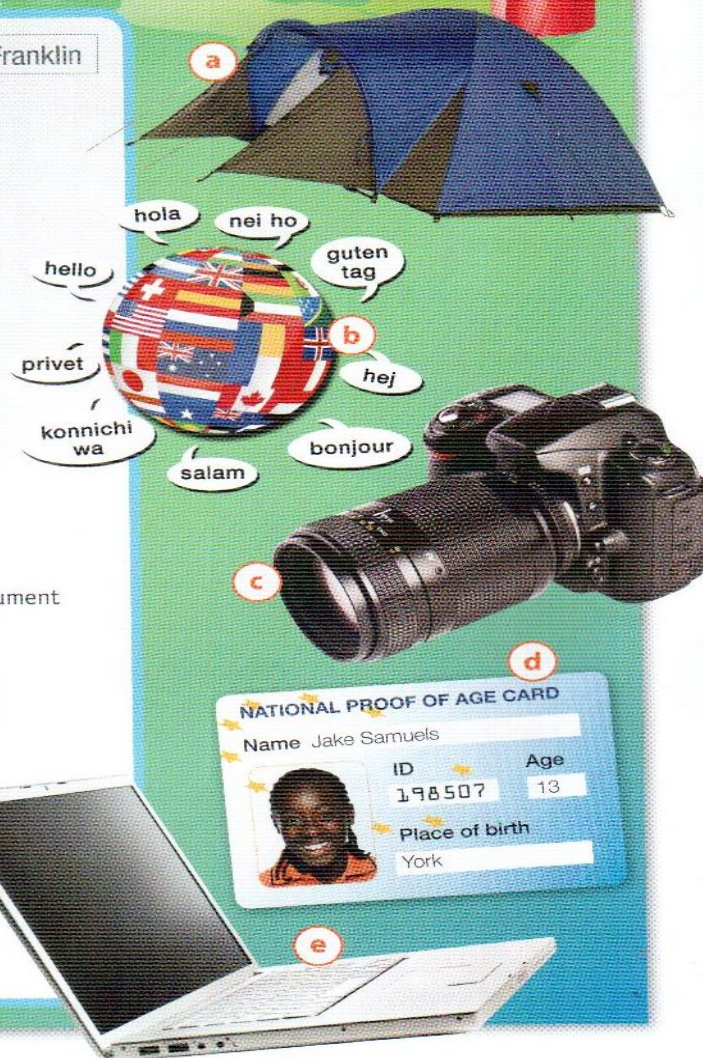 Franklin
a
hola
nei ho
hello
guten
tag
b
privet
hej
konnichi
wa
bonjour
salam
c
d
NATIONAL PROOF OF AGE CARD
Name Jake Samuels
ID
Age
198507
13
Place of birth
York
e